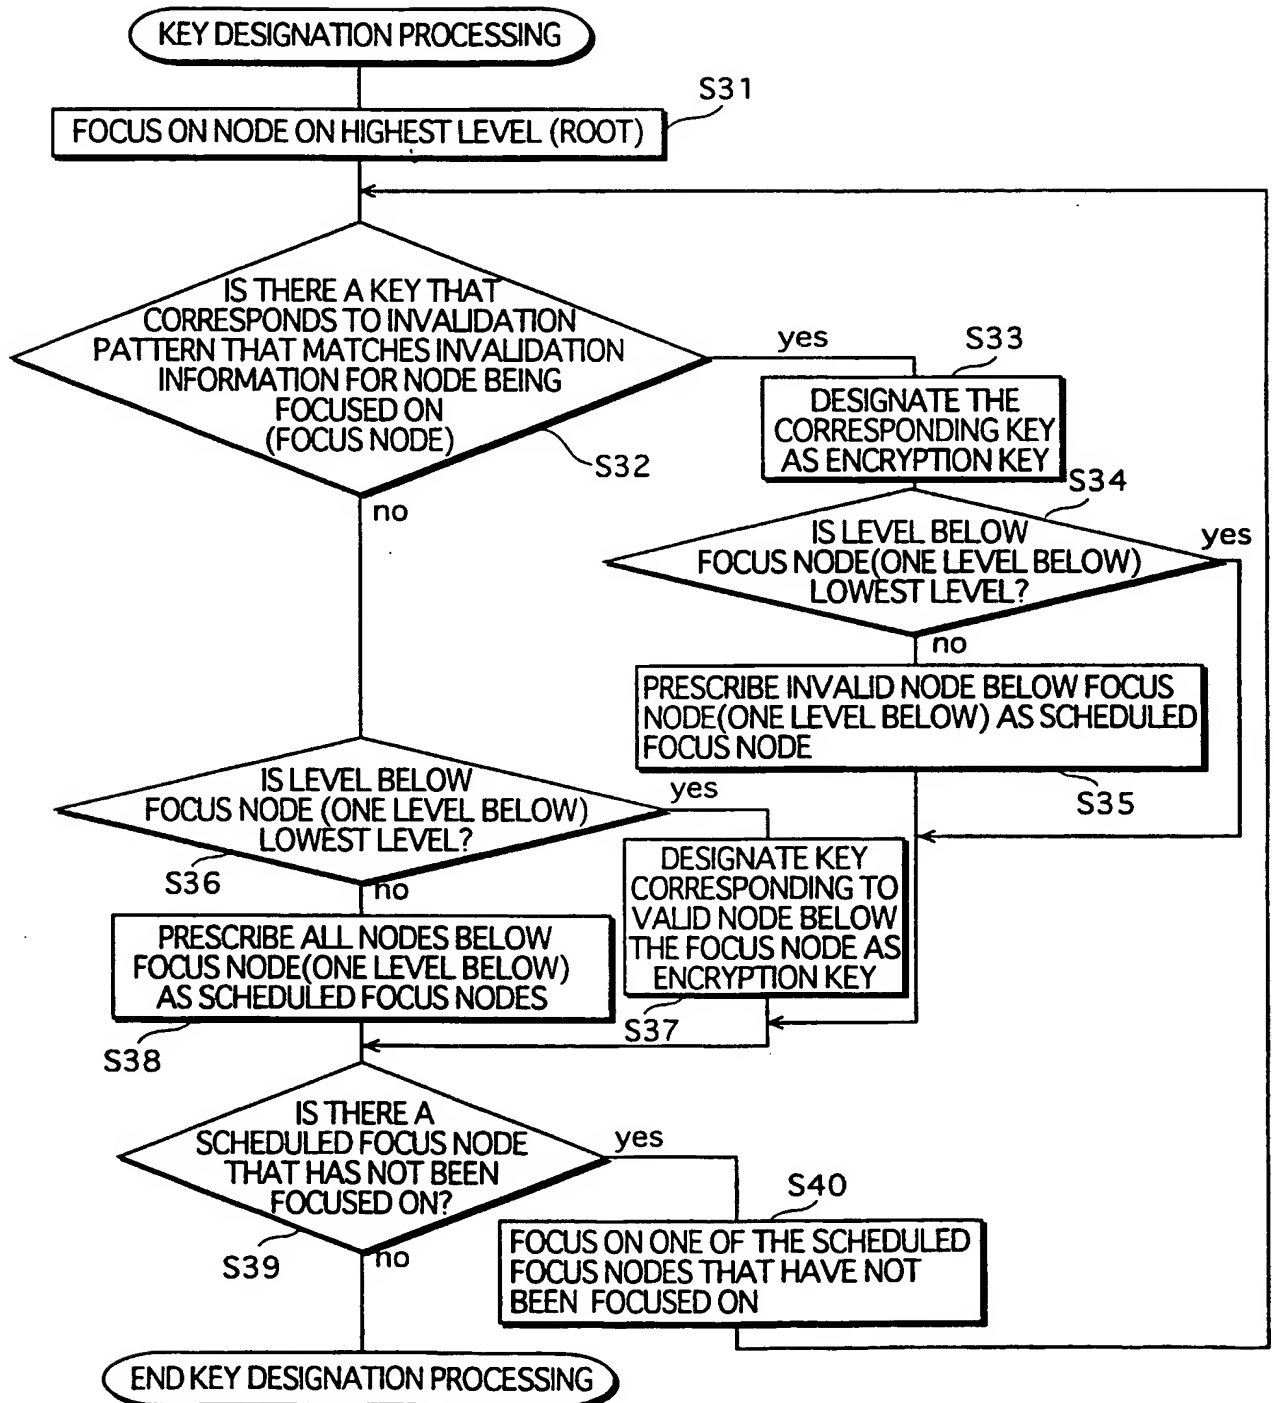 KEY DESIGNATION PROCESSING
S31
FOCUS ON NODE ON HIGHEST LEVEL (ROOT)
IS THERE A KEY THAT
CORRESPONDS TO INVALIDATION
PATTERN THAT MATCHES INVALIDATION
INFORMATION FOR NODE BEING
FOCUSED ON
(FOCUS NODE)
S32
yes
no
S33
DESIGNATE THE
CORRESPONDING KEY
AS ENCRYPTION KEY
S34
IS LEVEL BELOW
FOCUS NODE(ONE LEVEL BELOW)
LOWEST LEVEL?
yes
no
PRESCRIBE INVALID NODE BELOW FOCUS
NODE(ONE LEVEL BELOW) AS SCHEDULED
FOCUS NODE
S35
IS LEVEL BELOW
FOCUS NODE (ONE LEVEL BELOW)
LOWEST LEVEL?
yes
S36
no
DESIGNATE KEY
CORRESPONDING TO
VALID NODE BELOW
THE FOCUS NODE AS
ENCRYPTION KEY
S37
PRESCRIBE ALL NODES BELOW
FOCUS NODE(ONE LEVEL BELOW)
AS SCHEDULED FOCUS NODES
S38
IS THERE A
SCHEDULED FOCUS NODE
THAT HAS NOT BEEN
FOCUSED ON?
yes
S39
no
S40
FOCUS ON ONE OF THE SCHEDULED
FOCUS NODES THAT HAVE NOT
BEEN FOCUSED ON
END KEY DESIGNATION PROCESSING